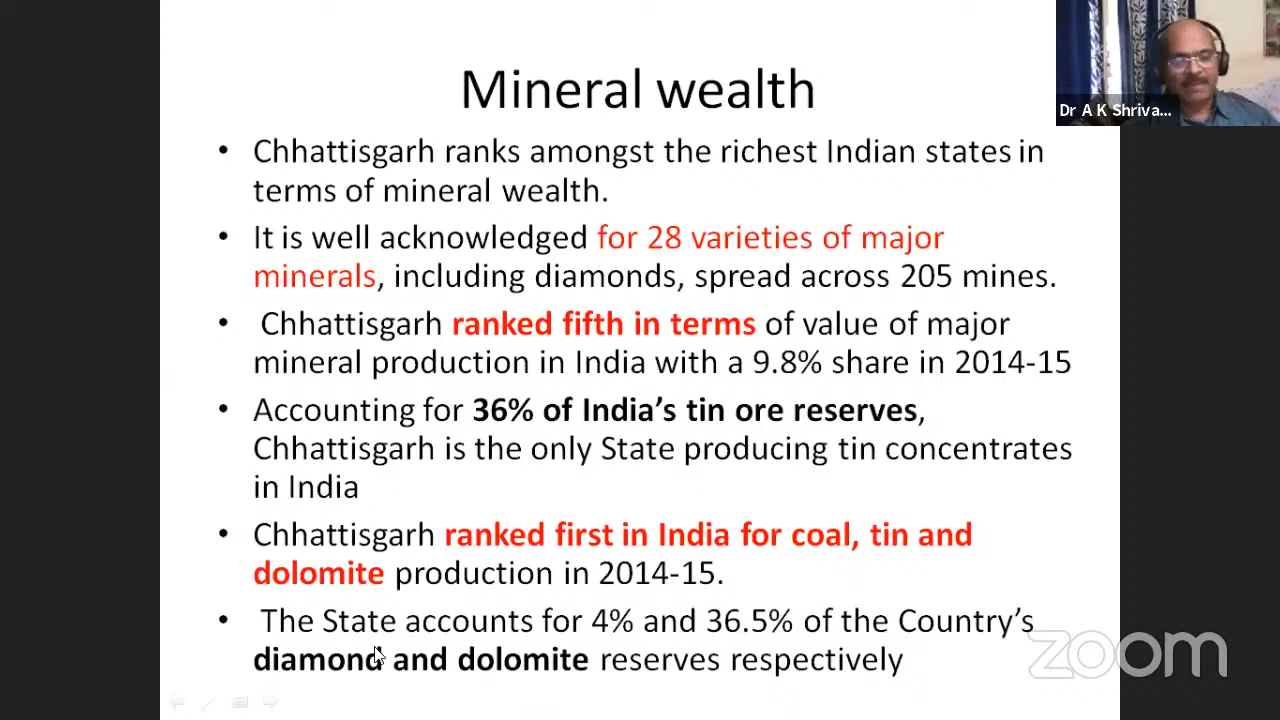 Mineral wealth
• Chhattisgarh ranks amongst the richest Indian states in
terms of mineral wealth.
• It is well acknowledged for 28 varieties of major
minerals, including diamonds, spread across 205 mines.
• Chhattisgarh ranked fifth in terms of value of major
mineral production in India with a 9.8% share in 2014-15
• Accounting for 36% of India’s tin ore reserves,
Chhattisgarh is the only State producing tin concentrates
in India
• Chhattisgarh ranked first in India for coal, tin and
dolomite production in 2014-15.
• The State accounts for 4% and 36.5% of the Country’s
diamond and dolomite reserves respectively
Dr A K Shriva...
zoom